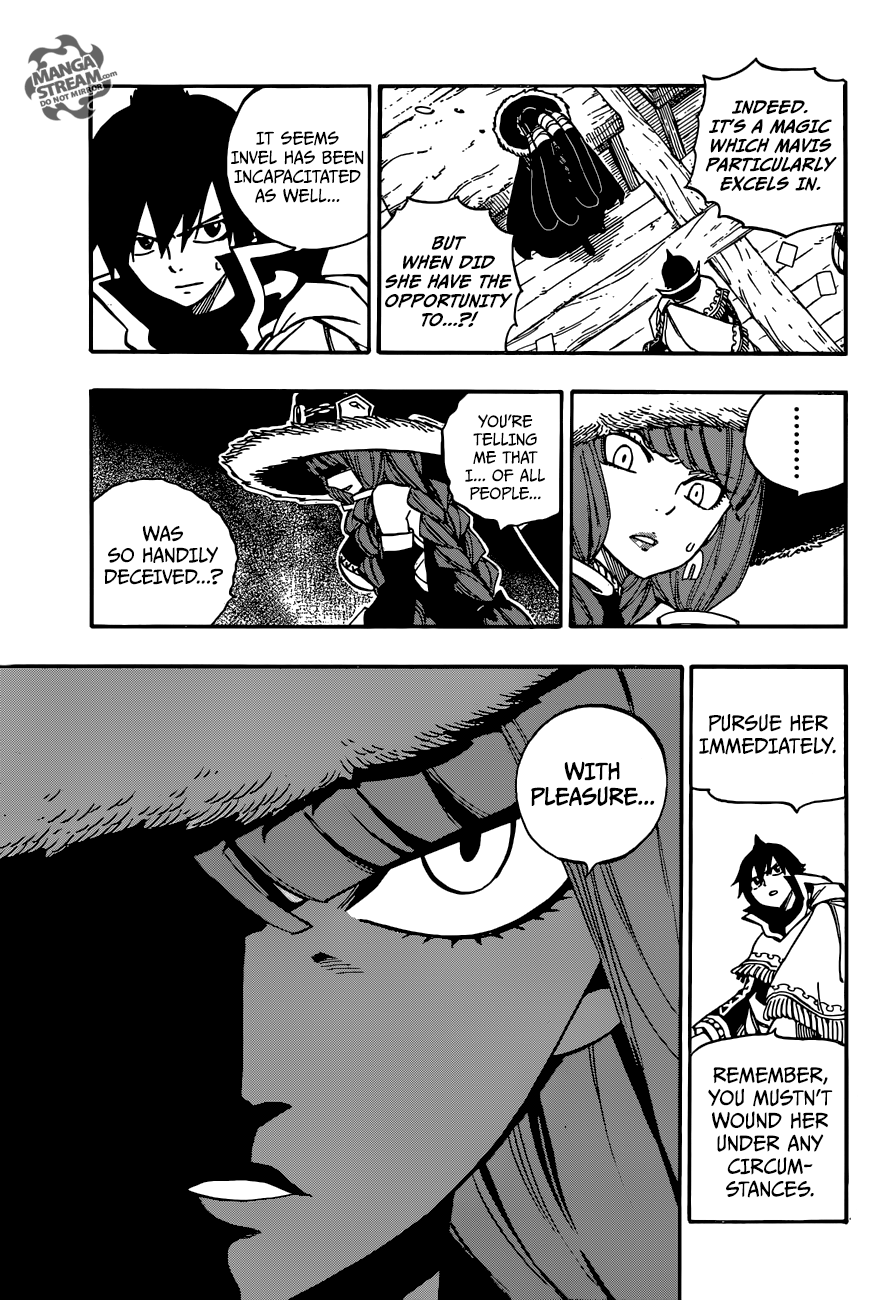 MANGA
STREAM.com
DO NOT MIRROR
INDEED.
IT'S A MAGIC
WHICH MAVIS
PARTICULARLY
EXCELS IN.
BUT
WHEN DID
SHE HAVE THE
OPPORTUNITY
TO...?!
IT SEEMS
INVEL HAS BEEN
INCAPACITATED
AS WELL...
........
YOU'RE
TELLING
ME THAT
I... OF ALL
PEOPLE...
WAS
SO HANDILY
DECEIVED...?
PURSUE HER
IMMEDIATELY.
REMEMBER,
YOU MUSTN'T
WOUND HER
UNDER ANY
CIRCUM-
STANCES.
WITH
PLEASURE...